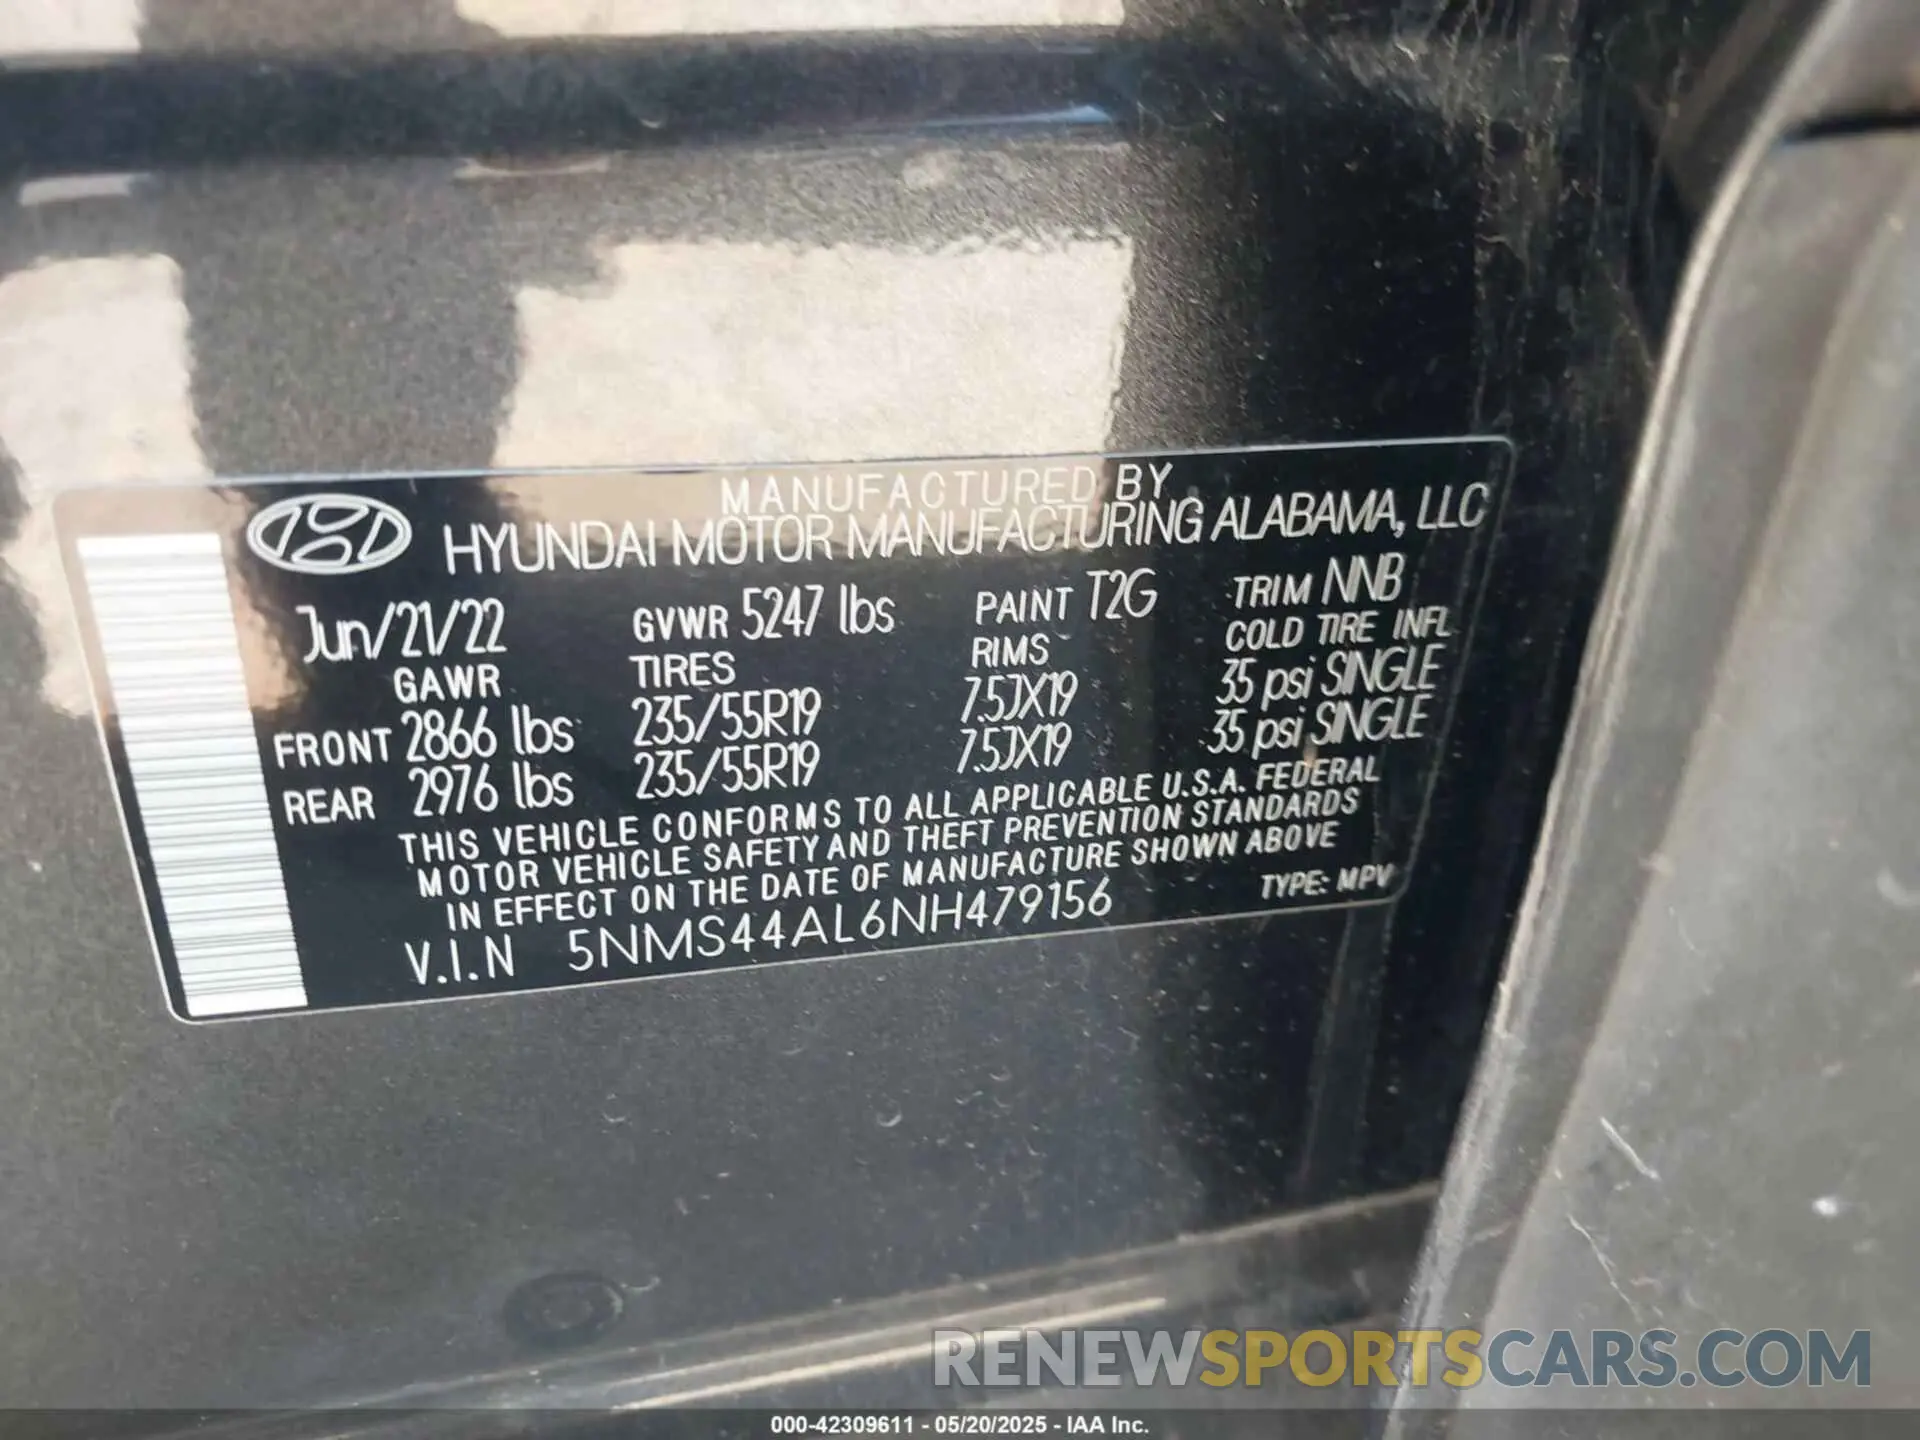 MANUFACTURED BY
HYUNDAI MOTOR MANUFACTURING ALABAMA, LLC
Jun/21/22 GVWR 5247 lbs PAINT T2G TRIM NNB
GAWR TIRES RIMS COLD TIRE INFL
FRONT 2866 lbs 235/55R19 7.5JX19 35 psi SINGLE
REAR 2976 lbs 235/55R19 7.5JX19 35 psi SINGLE
THIS VEHICLE CONFORMS TO ALL APPLICABLE U.S.A. FEDERAL
MOTOR VEHICLE SAFETY AND THEFT PREVENTION STANDARDS
IN EFFECT ON THE DATE OF MANUFACTURE SHOWN ABOVE
V.I.N 5NMS44AL6NH479156 TYPE: MPV
RENEWSPORTSCARS.COM
000-42309611 - 05/20/2025 - IAA Inc.